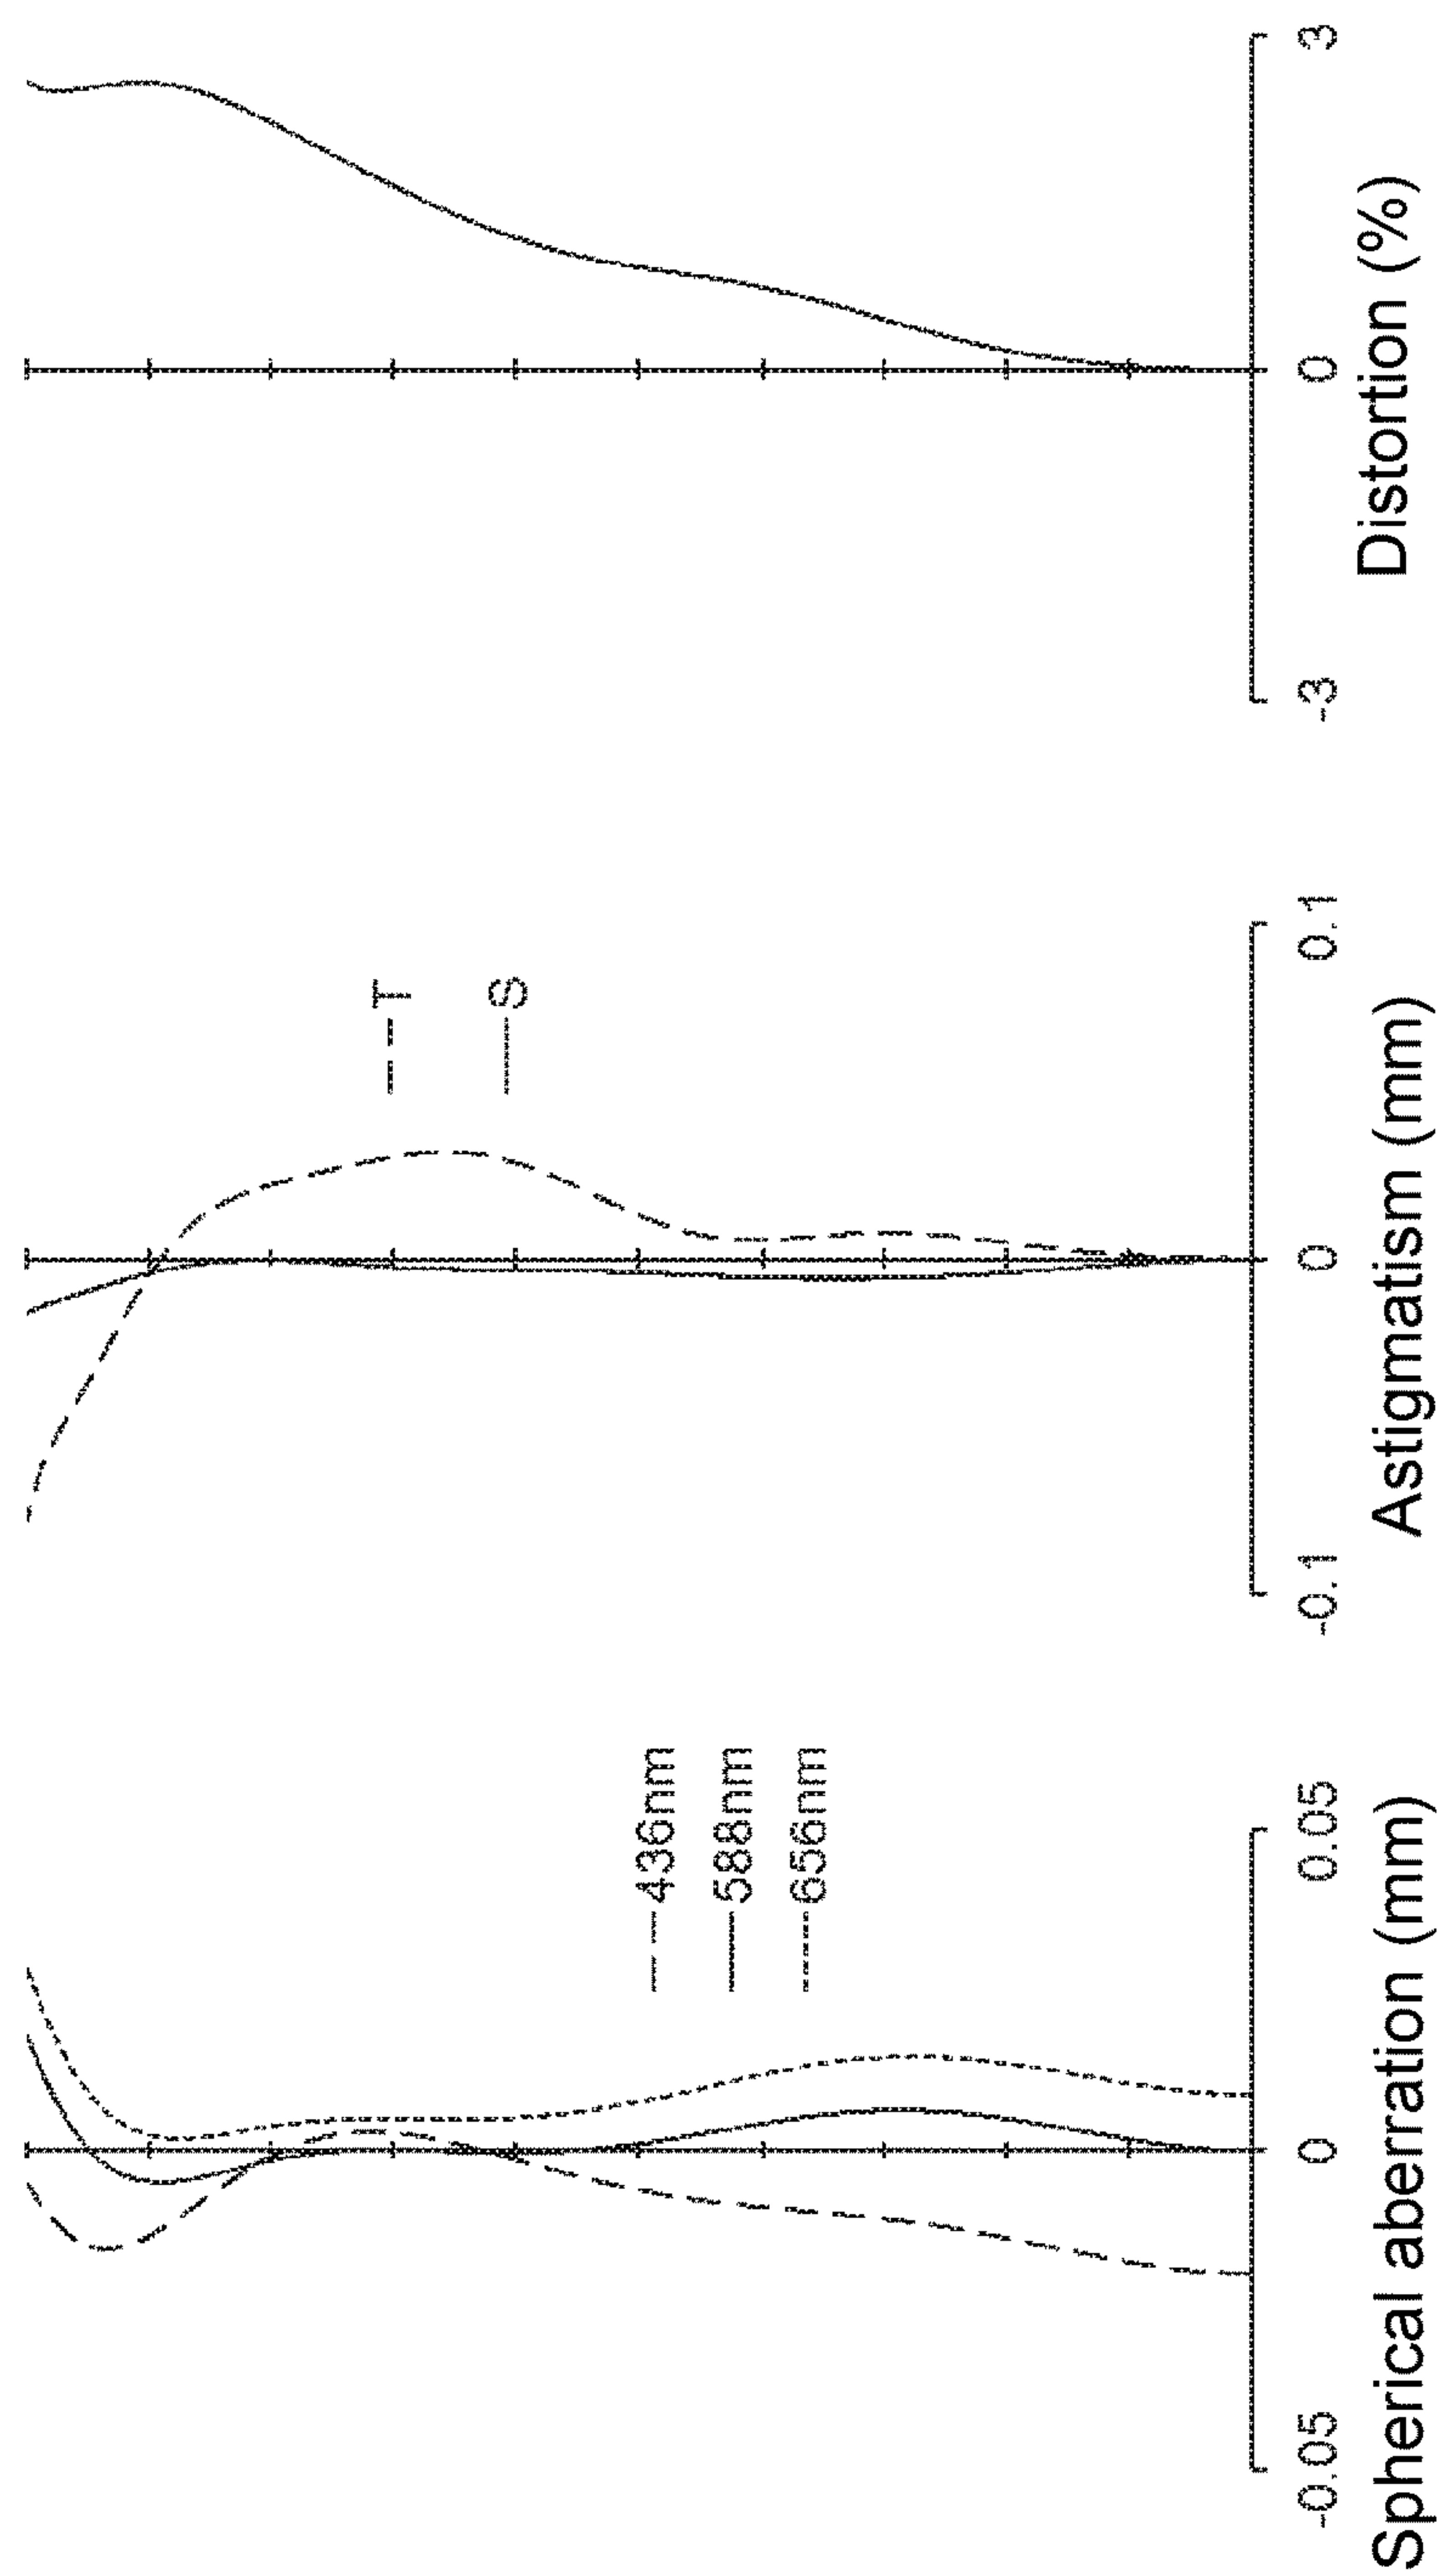 436nm
588nm
656nm
-0.05 0 0.05
Spherical aberration (mm)
T
S
-0.1 0 0.1
Astigmatism (mm)
-3 0 3
Distortion (%)